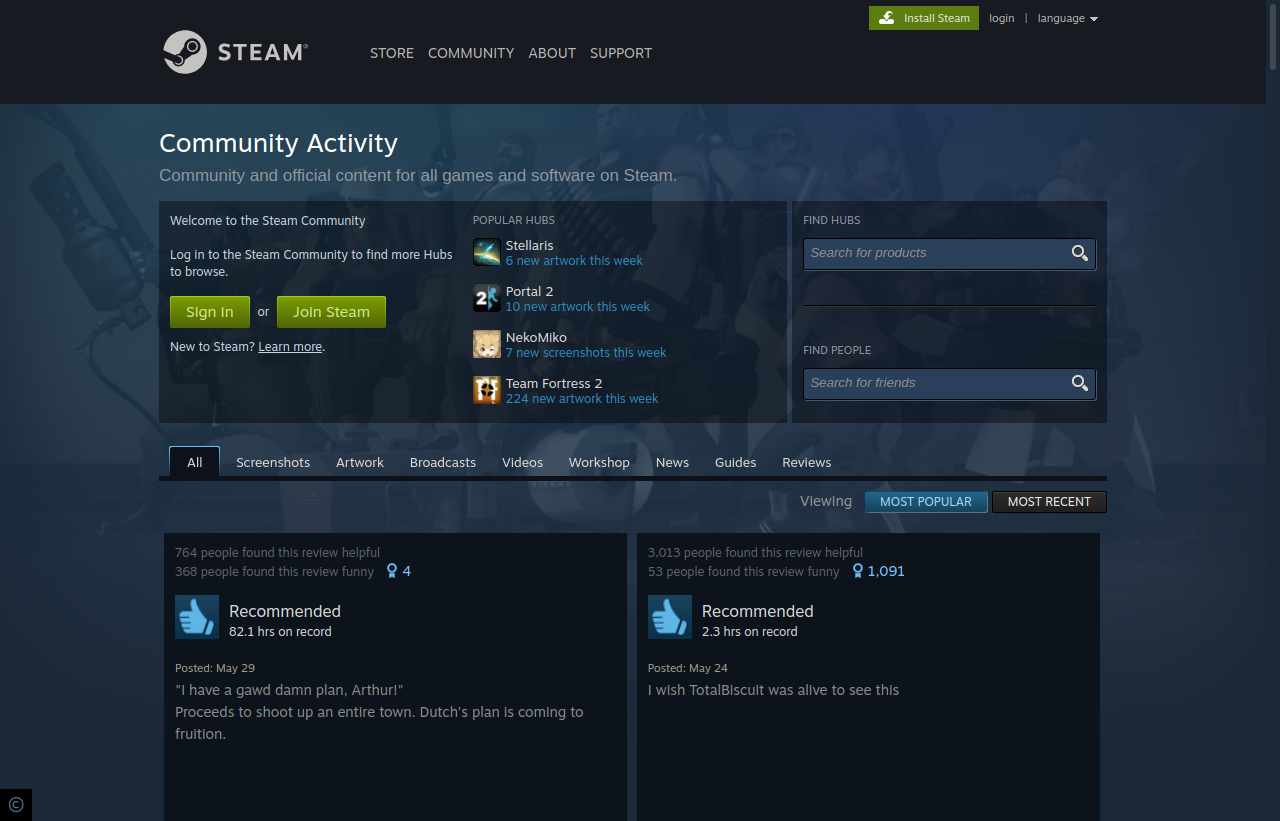 Install Steam
login | language
STEAM®
STORE COMMUNITY ABOUT SUPPORT
Community Activity
Community and official content for all games and software on Steam.
Welcome to the Steam Community
Log in to the Steam Community to find more Hubs
to browse.
Sign In or Join Steam
New to Steam? Learn more.
POPULAR HUBS
Stellaris
6 new artwork this week
2
Portal 2
10 new artwork this week
NekoMiko
7 new screenshots this week
Team Fortress 2
224 new artwork this week
FIND HUBS
Search for products
FIND PEOPLE
Search for friends
All Screenshots Artwork Broadcasts Videos Workshop News Guides Reviews
Viewing MOST POPULAR MOST RECENT
764 people found this review helpful
368 people found this review funny 4
Recommended
82.1 hrs on record
Posted: May 29
"I have a gawd damn plan, Arthur!"
Proceeds to shoot up an entire town. Dutch's plan is coming to
fruition.
3,013 people found this review helpful
53 people found this review funny 1,091
Recommended
2.3 hrs on record
Posted: May 24
I wish TotalBiscuit was alive to see this
©